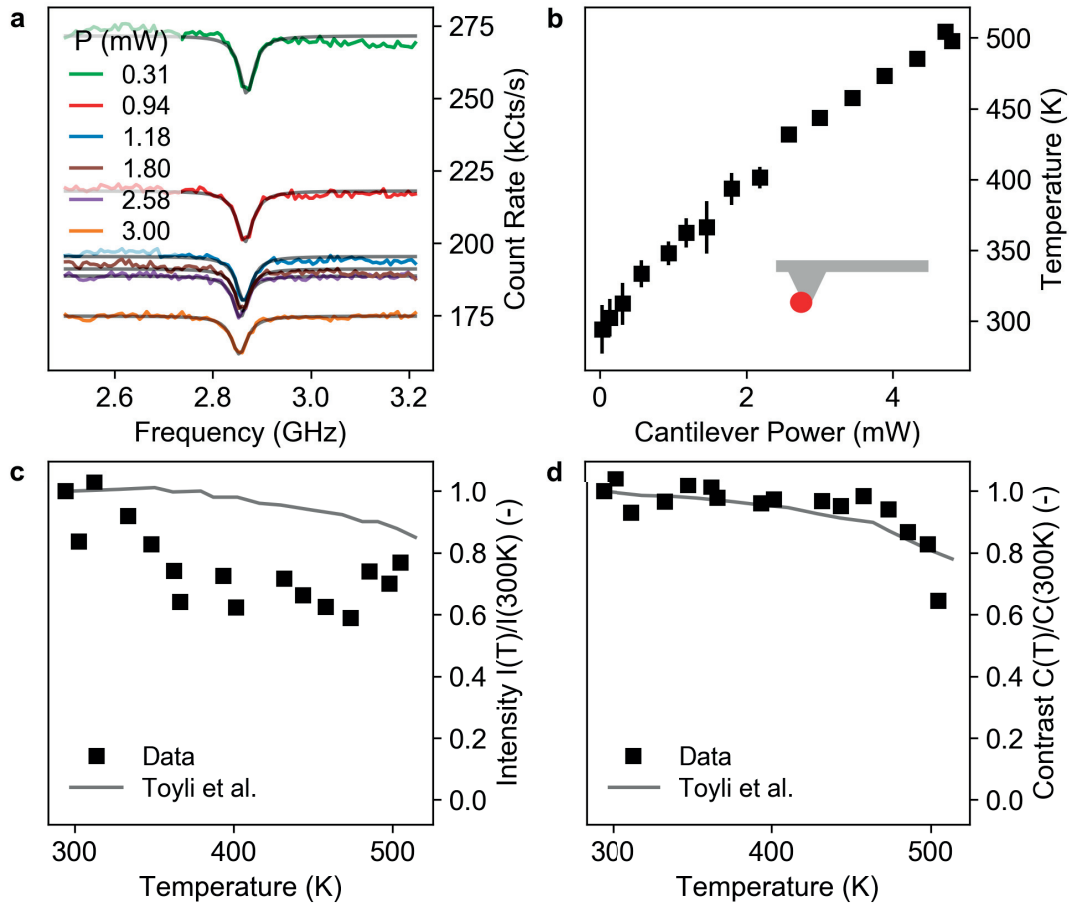 a
P (mW)
0.31
0.94
1.18
1.80
2.58
3.00
275
250
225
200
175
Count Rate (kCts/s)
2.6
2.8
3.0
3.2
Frequency (GHz)
b
500
450
400
350
300
Temperature (K)
0
2
4
Cantilever Power (mW)
c
1.0
0.8
0.6
0.4
0.2
0.0
Intensity I(T)/I(300K) (-)
Data
Toyli et al.
300
400
500
Temperature (K)
d
1.0
0.8
0.6
0.4
0.2
0.0
Contrast C(T)/C(300K) (-)
Data
Toyli et al.
300
400
500
Temperature (K)